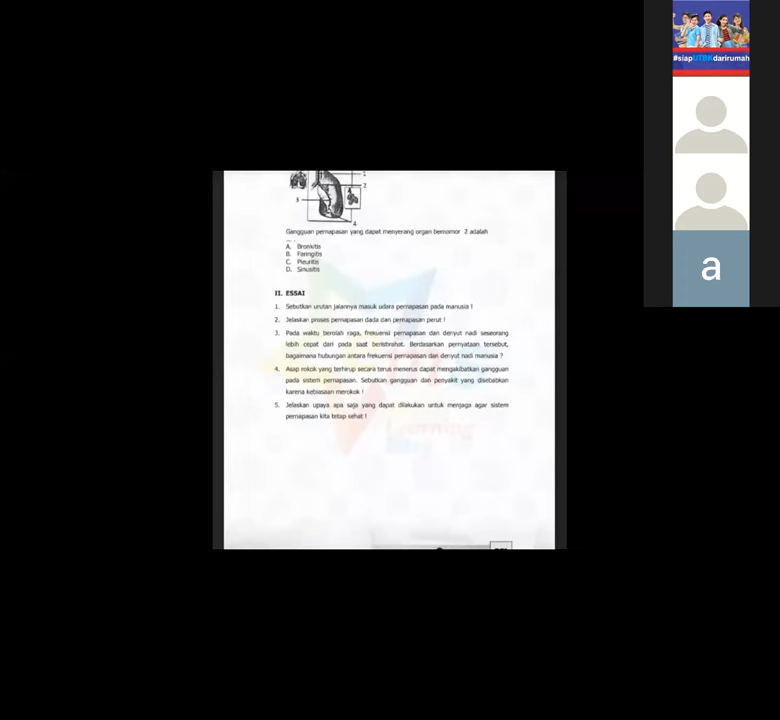 #siapUTBKdarirumah
1
2
3
4
Gangguan pernapasan yang dapat menyerang organ bernomor 2 adalah
... .
A. Bronkitis
B. Faringitis
C. Pleuritis
D. Sinusitis
II. ESSAI
1. Sebutkan urutan jalannya masuk udara pernapasan pada manusia !
2. Jelaskan proses pernapasan dada dan pernapasan perut !
3. Pada waktu berolah raga, frekuensi pernapasan dan denyut nadi seseorang
lebih cepat dari pada saat beristirahat. Berdasarkan pernyataan tersebut,
bagaimana hubungan antara frekuensi pernapasan dan denyut nadi manusia ?
4. Asap rokok yang terhirup secara terus menerus dapat mengakibatkan gangguan
pada sistem pernapasan. Sebutkan gangguan dan penyakit yang disebabkan
karena kebiasaan merokok !
5. Jelaskan upaya apa saja yang dapat dilakukan untuk menjaga agar sistem
pernapasan kita tetap sehat !
Learning
a